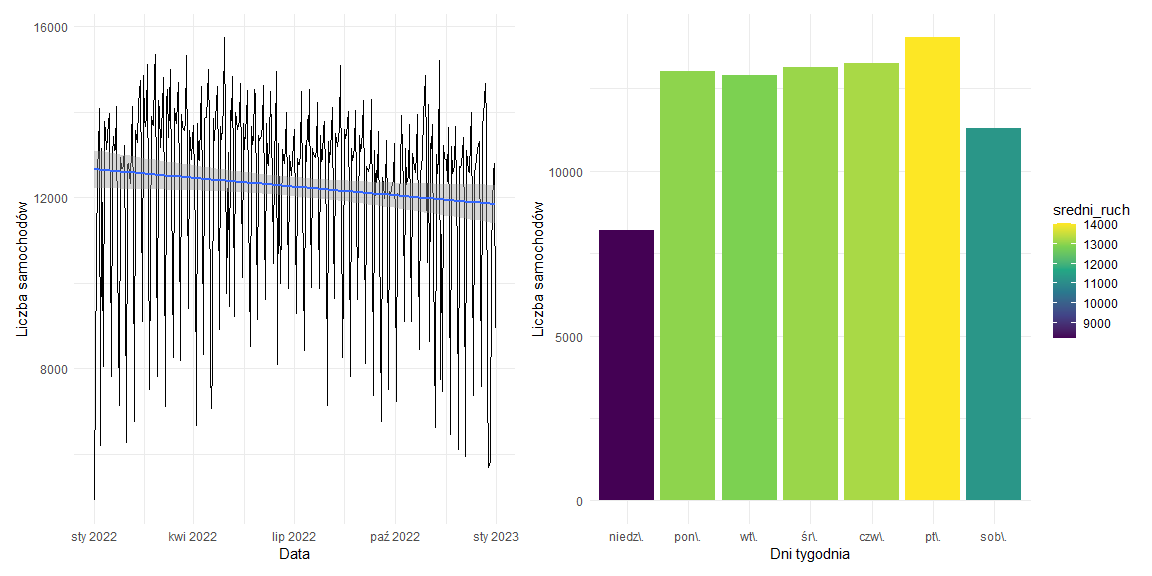 16000
12000
8000
Liczba samochodów
sty 2022
kwi 2022
lip 2022
paź 2022
sty 2023
Data
10000
5000
0
Liczba samochodów
niedz\.
pon\.
wt\.
śr\.
czw\.
pt\.
sob\.
Dni tygodnia
sredni_ruch
14000
13000
12000
11000
10000
9000